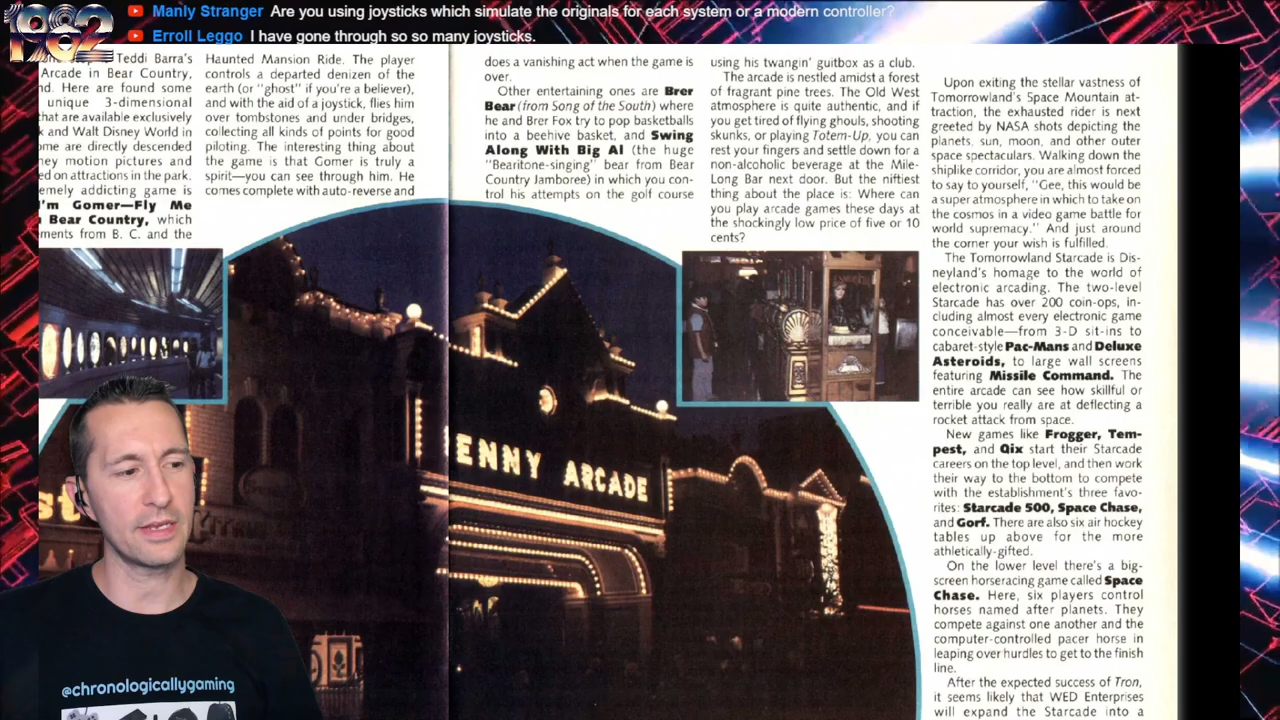 1982
Manly Stranger Are you using joysticks which simulate the originals for each system or a modern controller?
Erroll Leggo I have gone through so so many joysticks.
Teddi Barra's
Arcade in Bear Country,
nd. Here are found some
unique 3-dimensional
that are available exclusively
and Walt Disney World in
ome are directly descended
ney motion pictures and
ed on attractions in the park.
emely addicting game is
I'm Gomer—Fly Me
Bear Country, which
ments from B. C. and the
Haunted Mansion Ride. The player
controls a departed denizen of the
earth (or "ghost" if you're a believer),
and with the aid of a joystick, flies him
over tombstones and under bridges,
collecting all kinds of points for good
piloting. The interesting thing about
the game is that Gomer is truly a
spirit—you can see through him. He
comes complete with auto-reverse and
does a vanishing act when the game is
over.
Other entertaining ones are Brer
Bear (from Song of the South) where
he and Brer Fox try to pop basketballs
into a beehive basket, and Swing
Along With Big Al (the huge
"Bearitone-singing" bear from Bear
Country Jamboree) in which you con-
trol his attempts on the golf course
using his twangin' guitbox as a club.
The arcade is nestled amidst a forest
of fragrant pine trees. The Old West
atmosphere is quite authentic, and if
you get tired of flying ghouls, shooting
skunks, or playing Totem-Up, you can
rest your fingers and settle down for a
non-alcoholic beverage at the Mile-
Long Bar next door. But the niftiest
thing about the place is: Where can
you play arcade games these days at
the shockingly low price of five or 10
cents?
Upon exiting the stellar vastness of
Tomorrowland's Space Mountain at-
traction, the exhausted rider is next
greeted by NASA shots depicting the
planets, sun, moon, and other outer
space spectaculars. Walking down the
shiplike corridor, you are almost forced
to say to yourself, "Gee, this would be
a super atmosphere in which to take on
the cosmos in a video game battle for
world supremacy." And just around
the corner your wish is fulfilled.
The Tomorrowland Starcade is Dis-
neyland's homage to the world of
electronic arcading. The two-level
Starcade has over 200 coin-ops, in-
cluding almost every electronic game
conceivable—from 3-D sit-ins to
cabaret-style Pac-Mans and Deluxe
Asteroids, to large wall screens
featuring Missile Command. The
entire arcade can see how skillful or
terrible you really are at deflecting a
rocket attack from space.
New games like Frogger, Tem-
pest, and Qix start their Starcade
careers on the top level, and then work
their way to the bottom to compete
with the establishment's three favo-
rites: Starcade 500, Space Chase,
and Gorf. There are also six air hockey
tables up above for the more
athletically-gifted.
On the lower level there's a big-
screen horseracing game called Space
Chase. Here, six players control
horses named after planets. They
compete against one another and the
computer-controlled pacer horse in
leaping over hurdles to get to the finish
line.
After the expected success of Tron,
it seems likely that WED Enterprises
will expand the Starcade into a
ENNY ARCADE
st
@chronologicallygaming